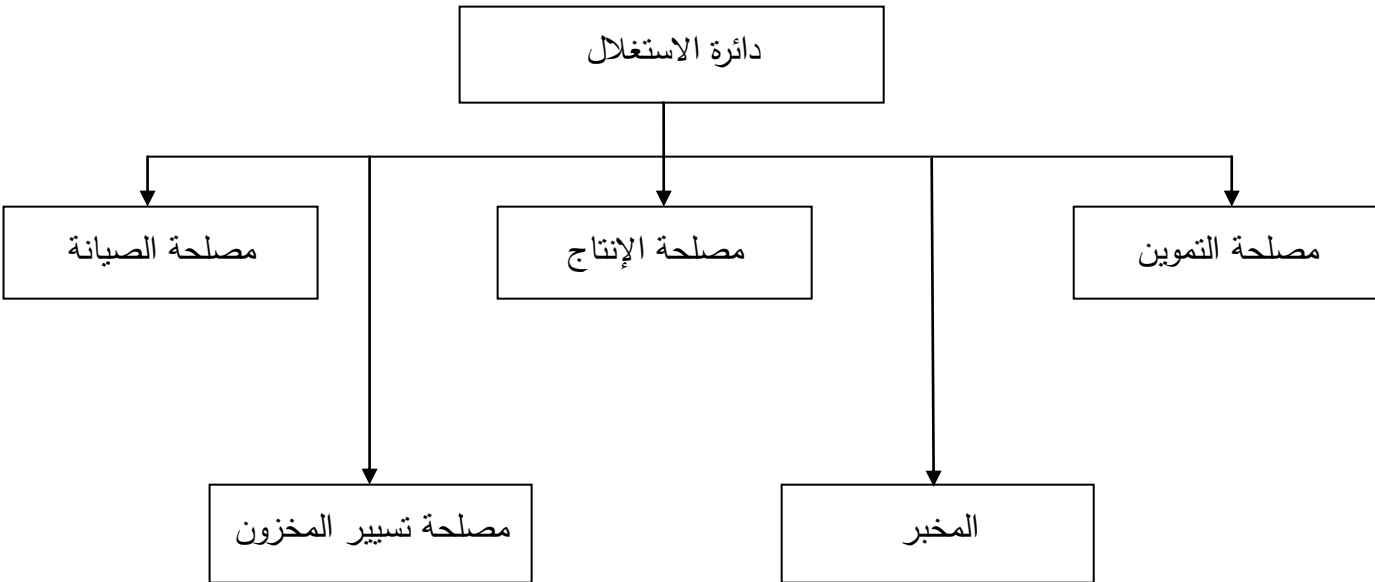 دائرة الاستغلال
مصلحة التموين
مصلحة الإنتاج
مصلحة الصيانة
المخبر
مصلحة تسيير المخزون